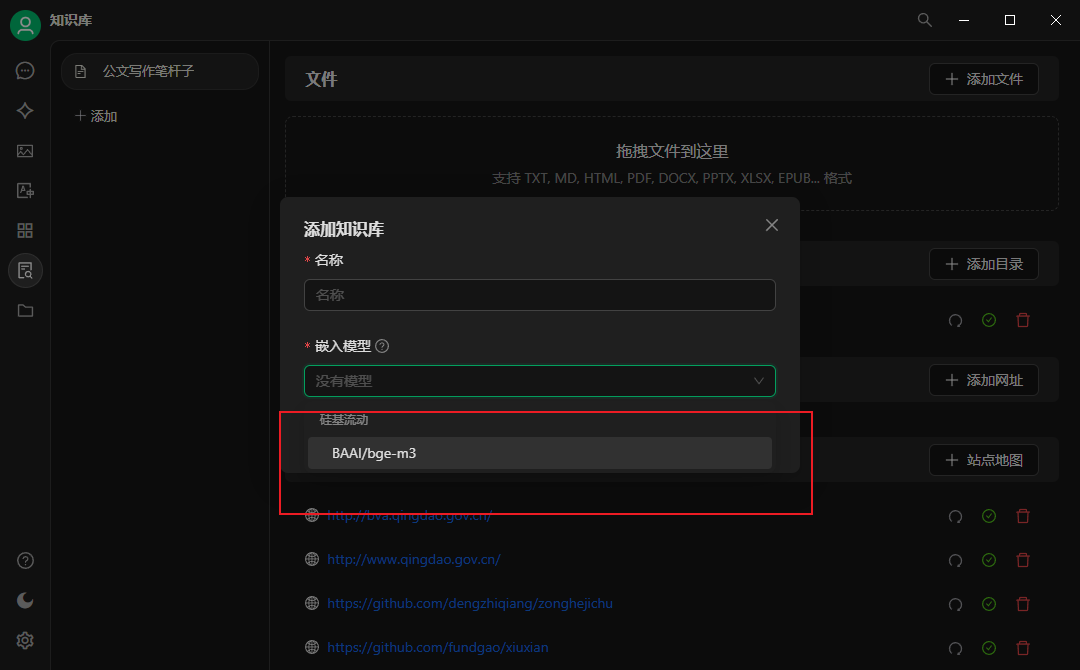 知识库
公文写作笔杆子
添加
文件
添加文件
拖拽文件到这里
支持 TXT, MD, HTML, PDF, DOCX, PPTX, XLSX, EPUB... 格式
添加知识库
* 名称
名称
添加目录
* 嵌入模型
没有模型
添加网址
硅基流动
BAAI/bge-m3
站点地图
http://bva.qingdao.gov.cn/
http://www.qingdao.gov.cn/
https://github.com/dengzhiqiang/zonghejichu
https://github.com/fundgao/xiuxian